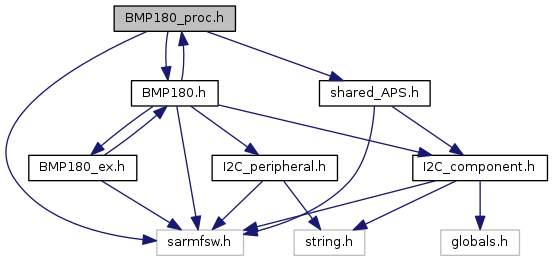 BMP180_proc.h
BMP180.h
shared_APS.h
BMP180_ex.h
I2C_peripheral.h
I2C_component.h
sarmfsw.h
string.h
globals.h